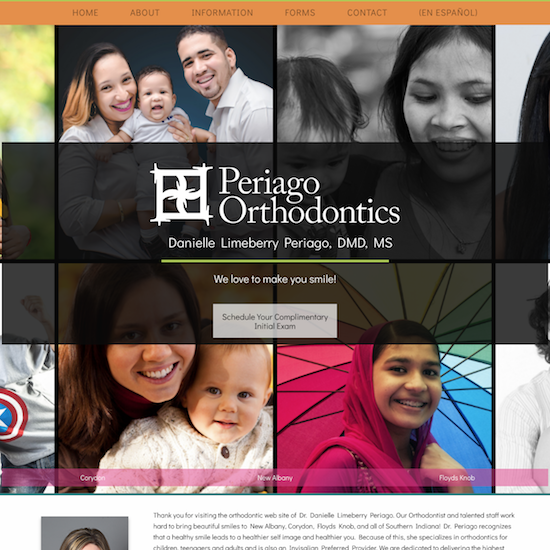 HOME ABOUT INFORMATION FORMS CONTACT (EN ESPAÑOL)
Periago
Orthodontics
Danielle Limeberry Periago, DMD, MS
We love to make you smile!
Schedule Your Complimentary
Initial Exam
Corydon New Albany Floyds Knob
Thank you for visiting the orthodontic web site of Dr. Danielle Limeberry Periago. Our Orthodontist and talented staff work
hard to bring beautiful smiles to New Albany, Corydon, Floyds Knob, and all of Southern Indiana! Dr. Periago recognizes
that a healthy smile leads to a healthier self image and healthier you. Because of this, she specializes in orthodontics for
children, teenagers and adults and is also an Invisalign Preferred Provider. We are dedicated to delivering the highest